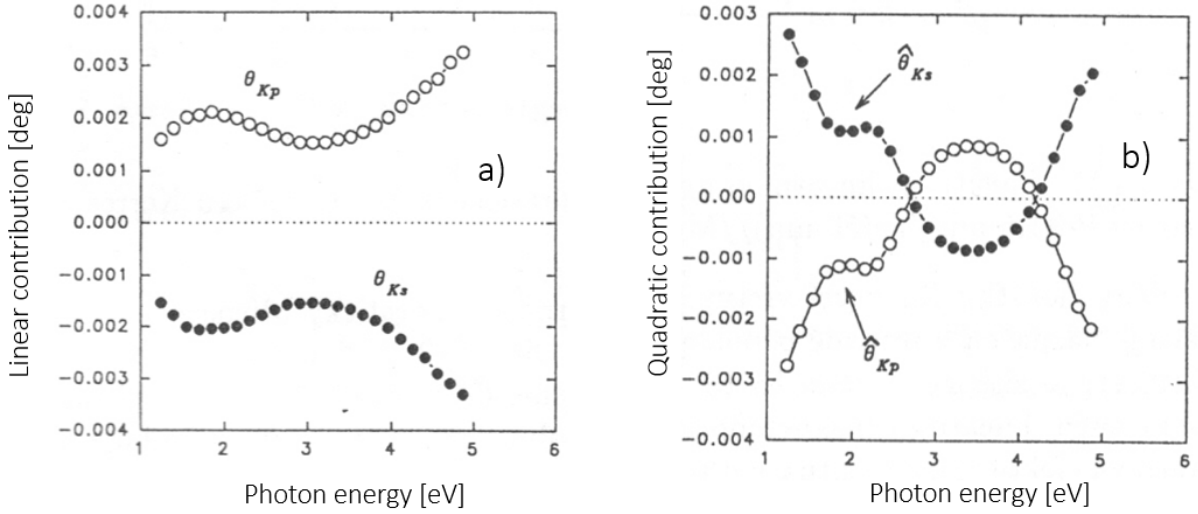 0.004
0.003
0.002
0.001
0.000
−0.001
−0.002
−0.003
−0.004
Linear contribution [deg]
θKp
a)
θKs
1 2 3 4 5 6
Photon energy [eV]
0.003
0.002
0.001
0.000
−0.001
−0.002
−0.003
−0.004
Quadratic contribution [deg]
θ̂Ks
b)
θ̂Kp
1 2 3 4 5 6
Photon energy [eV]